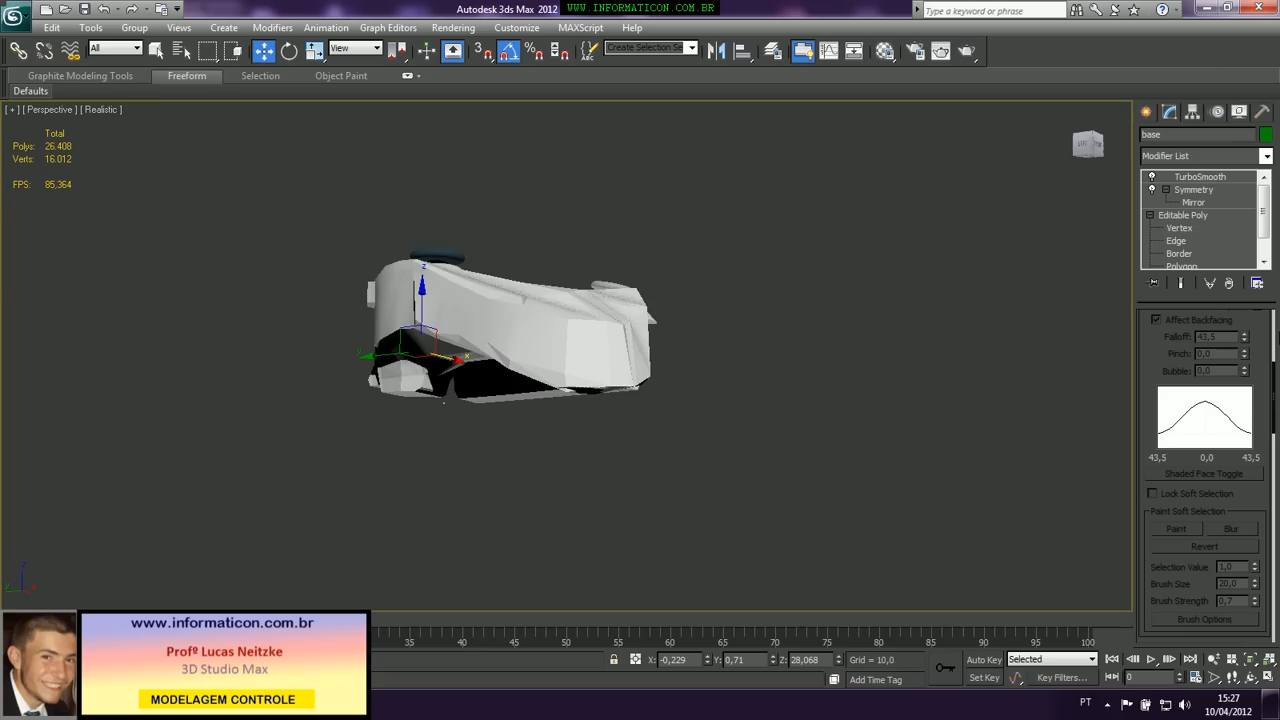 Autodesk 3ds Max 2012
WWW.INFORMATICON.COM.BR
Type a keyword or phrase
Edit Tools Group Views Create Modifiers Animation Graph Editors Rendering Customize MAXScript Help
All
View
3
Create Selection Se
Graphite Modeling Tools Freeform Selection Object Paint
Defaults
[ + ] [ Perspective ] [ Realistic ]
Total
Polys: 26.408
Verts: 16.012
FPS: 85,364
base
Modifier List
TurboSmooth
Symmetry
Mirror
Editable Poly
Vertex
Edge
Border
Polygon
Affect Backfacing
Falloff: 43,5
Pinch: 0,0
Bubble: 0,0
43,5 0,0 43,5
Shaded Face Toggle
Lock Soft Selection
Paint Soft Selection
Paint Blur
Revert
Selection Value 1,0
Brush Size 20,0
Brush Strength 0,7
Brush Options
z
y
x
z
x
www.informaticon.com.br
Profº Lucas Neitzke
3D Studio Max
MODELAGEM CONTROLE
35 40 45 50 55 60 65 70 75 80 85 90 95 100
X: -0,229 Y: 0,71 Z: 28,068 Grid = 10,0
Add Time Tag
Auto Key Selected
Set Key Key Filters...
0
PT
15:27
10/04/2012